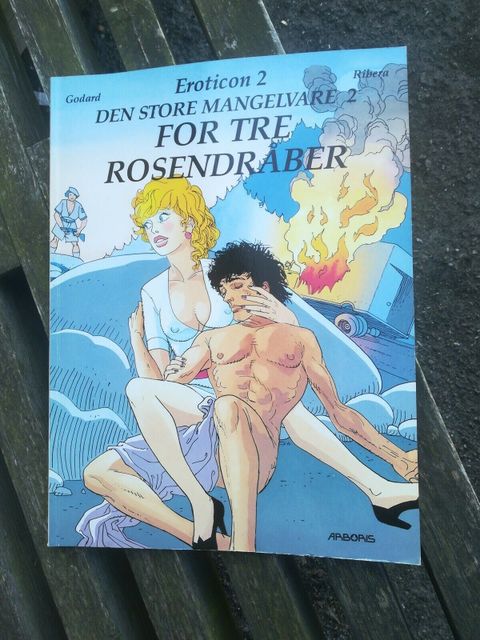 Eroticon 2
Godard
Ribera
DEN STORE MANGELVARE 2
FOR TRE
ROSENDRÅBER
ARBORIS